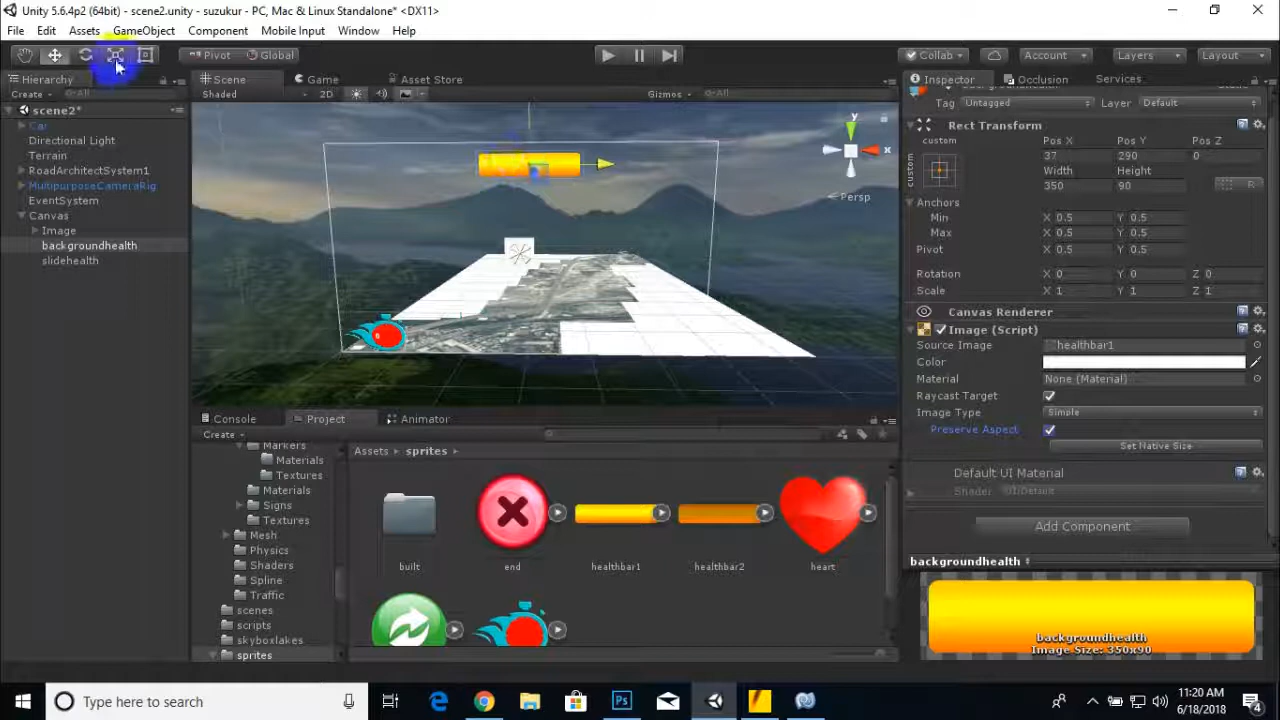 Unity 5.6.4p2 (64bit) - scene2.unity - suzukur - PC, Mac & Linux Standalone* <DX11>
File Edit Assets GameObject Component Mobile Input Window Help
Pivot Global Collab Account Layers Layout
Hierarchy
Create All
scene2*
Car
Directional Light
Terrain
RoadArchitectSystem1
MultipurposeCameraRig
EventSystem
Canvas
Image
backgroundhealth
slidehealth
Scene Game Asset Store
Shaded 2D Gizmos All
y
x
Persp
Console Project Animator
Create
Markers
Materials
Textures
Materials
Signs
Textures
Mesh
Physics
Shaders
Spline
Traffic
scenes
scripts
skyboxlakes
sprites
Assets sprites
built end healthbar1 healthbar2 heart
Inspector Occlusion Services
backgroundhealth
Tag Untagged Layer Default
Rect Transform
custom Pos X Pos Y Pos Z
custom 37 290 0
Width Height
350 90
R
Anchors
Min X 0.5 Y 0.5
Max X 0.5 Y 0.5
Pivot X 0.5 Y 0.5
Rotation X 0 Y 0 Z 0
Scale X 1 Y 1 Z 1
Canvas Renderer
Image (Script)
Source Image healthbar1
Color
Material None (Material)
Raycast Target
Image Type Simple
Preserve Aspect
Set Native Size
Default UI Material
Shader UI/Default
Add Component
backgroundhealth
backgroundhealth
Image Size: 350x90
Type here to search
11:20 AM
6/18/2018
4